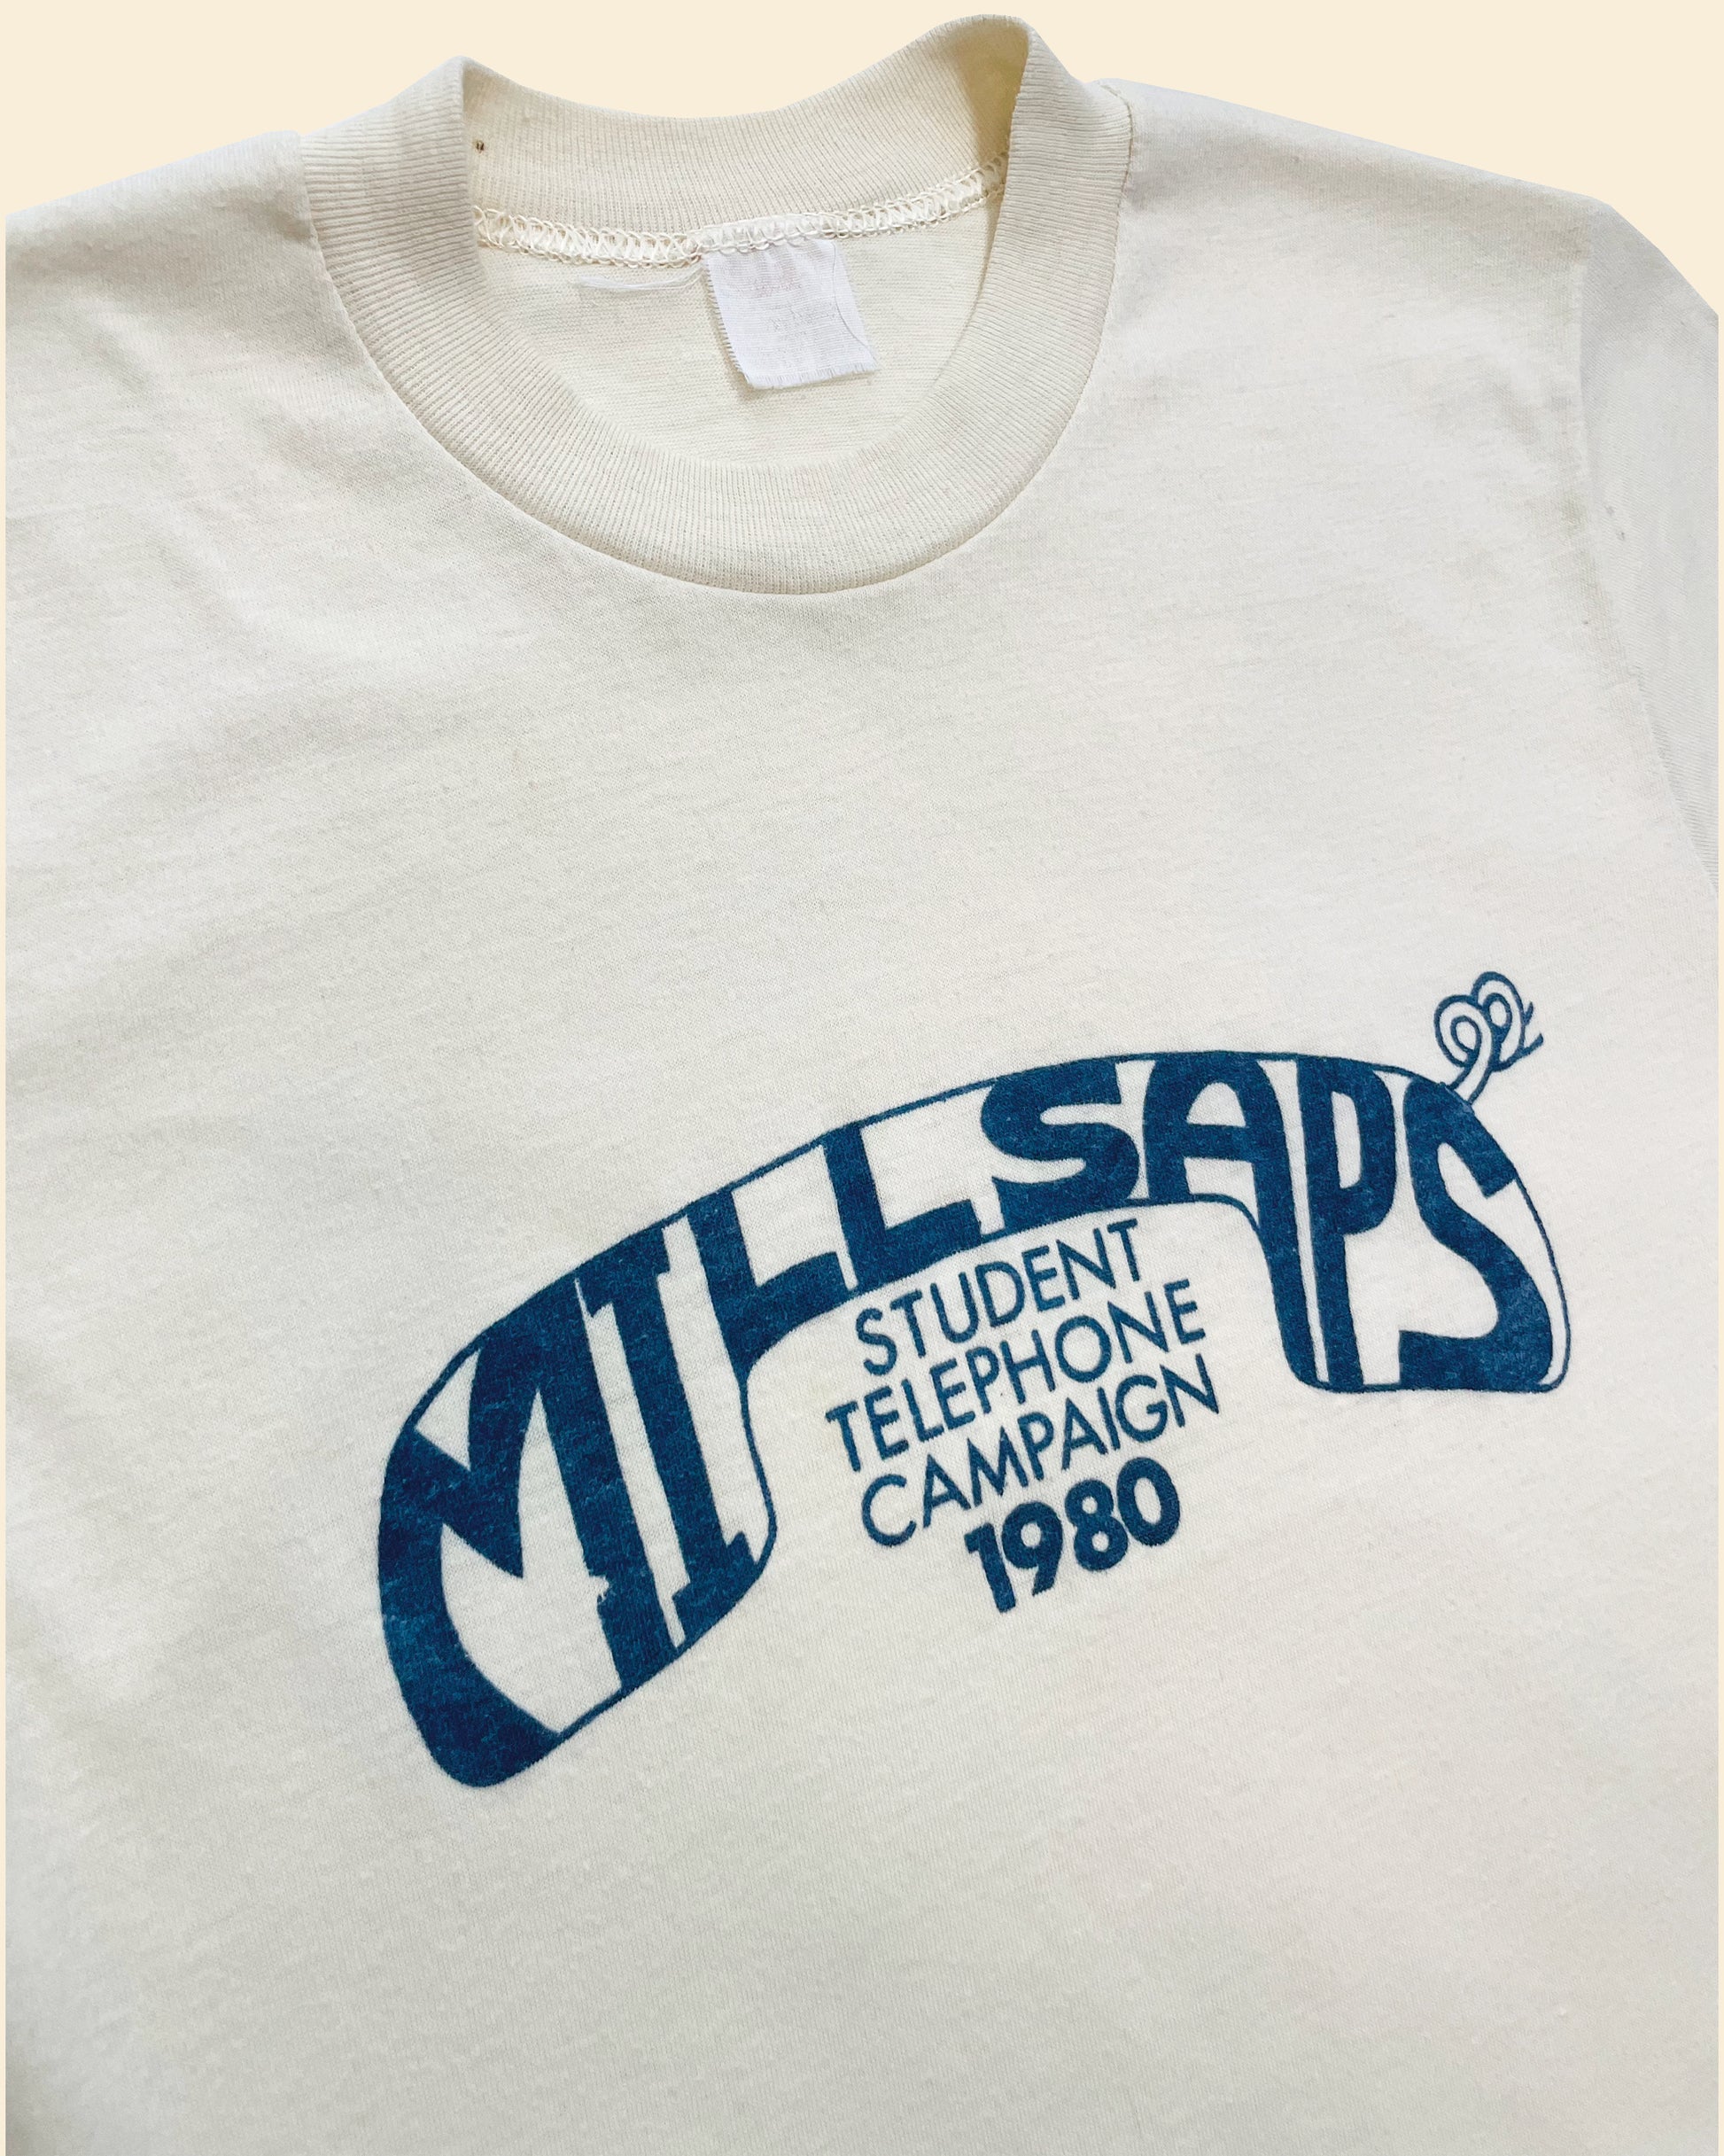 MILLSAPS
STUDENT
TELEPHONE
CAMPAIGN
1980